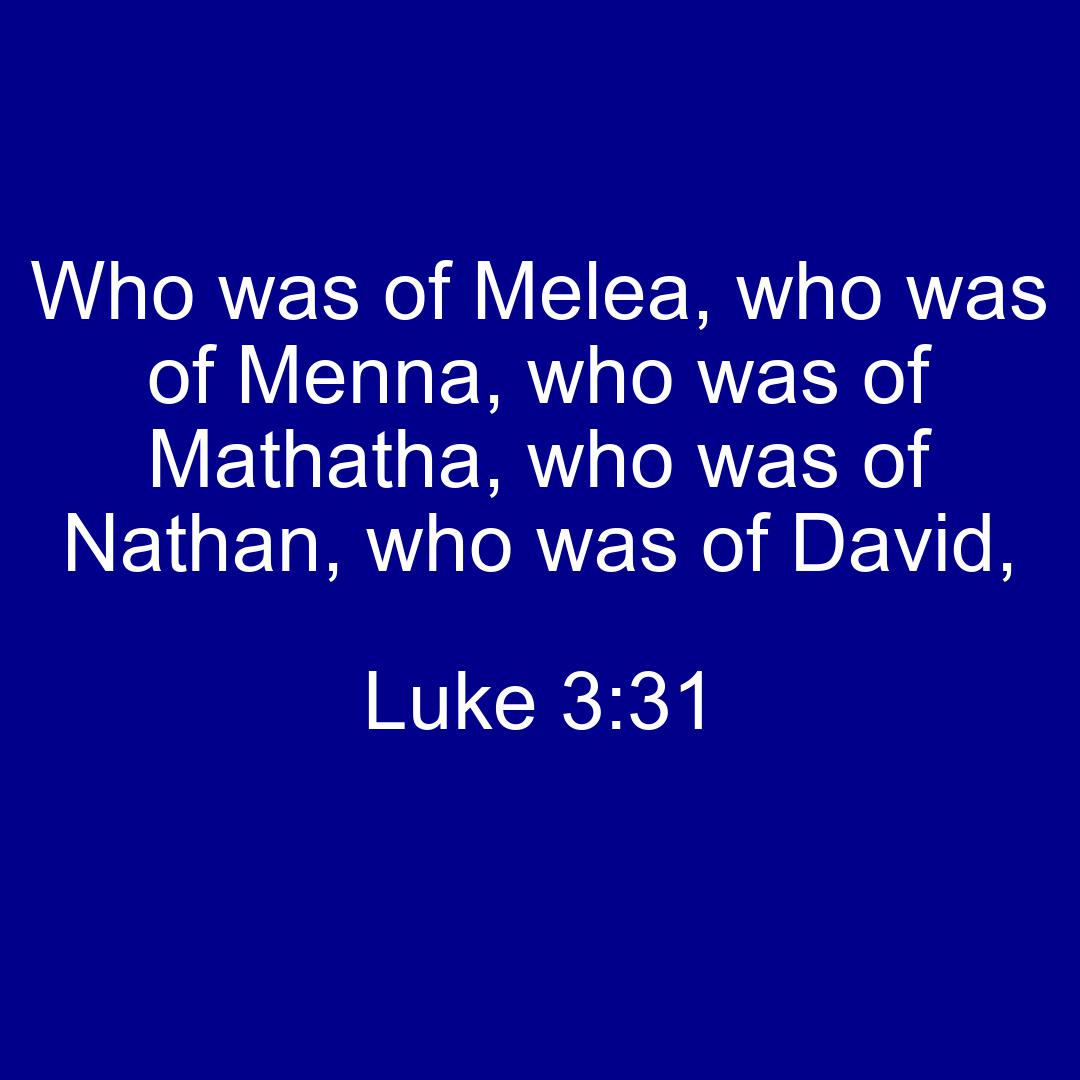 Who was of Melea, who was
of Menna, who was of
Mathatha, who was of
Nathan, who was of David,
Luke 3:31